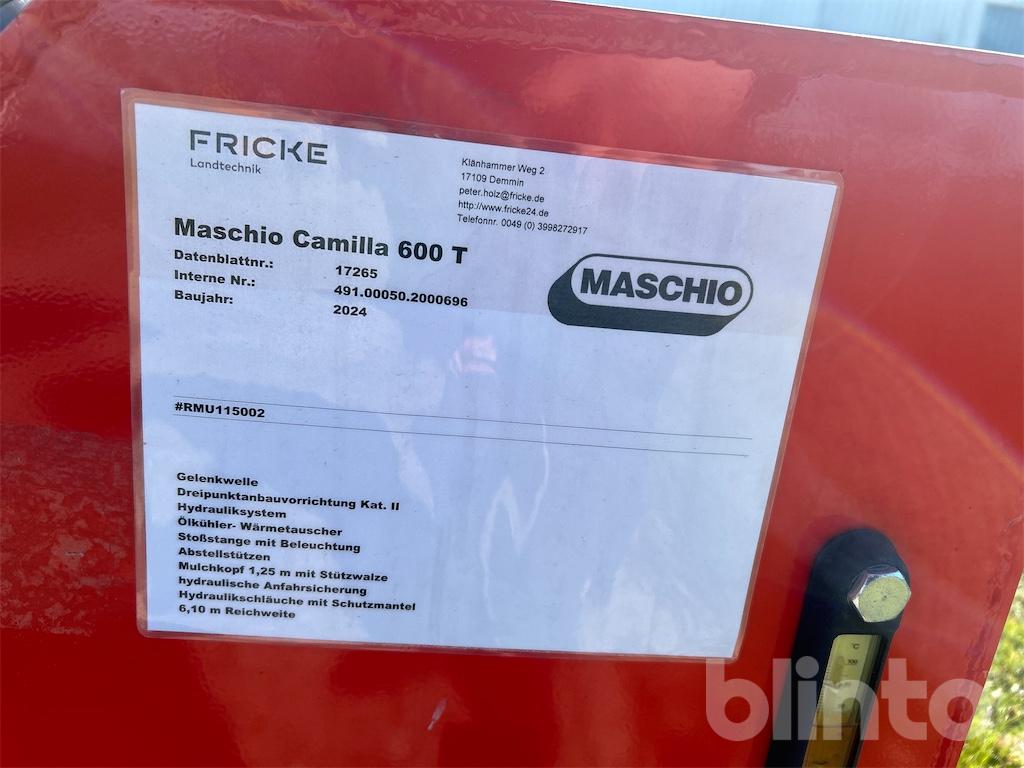 FRICKE
Landtechnik
Klänhammer Weg 2
17109 Demmin
peter.holz@fricke.de
http://www.fricke24.de
Telefonnr. 0049 (0) 3998272917
Maschio Camilla 600 T
Datenblattnr.: 17265
Interne Nr.: 491.00050.2000696
Baujahr: 2024
MASCHIO
#RMU115002
Gelenkwelle
Dreipunktanbauvorrichtung Kat. II
Hydrauliksystem
Ölkühler- Wärmetauscher
Stoßstange mit Beleuchtung
Abstellstützen
Mulchkopf 1,25 m mit Stützwalze
hydraulische Anfahrsicherung
Hydraulikschläuche mit Schutzmantel
6,10 m Reichweite
°C
100
blinto